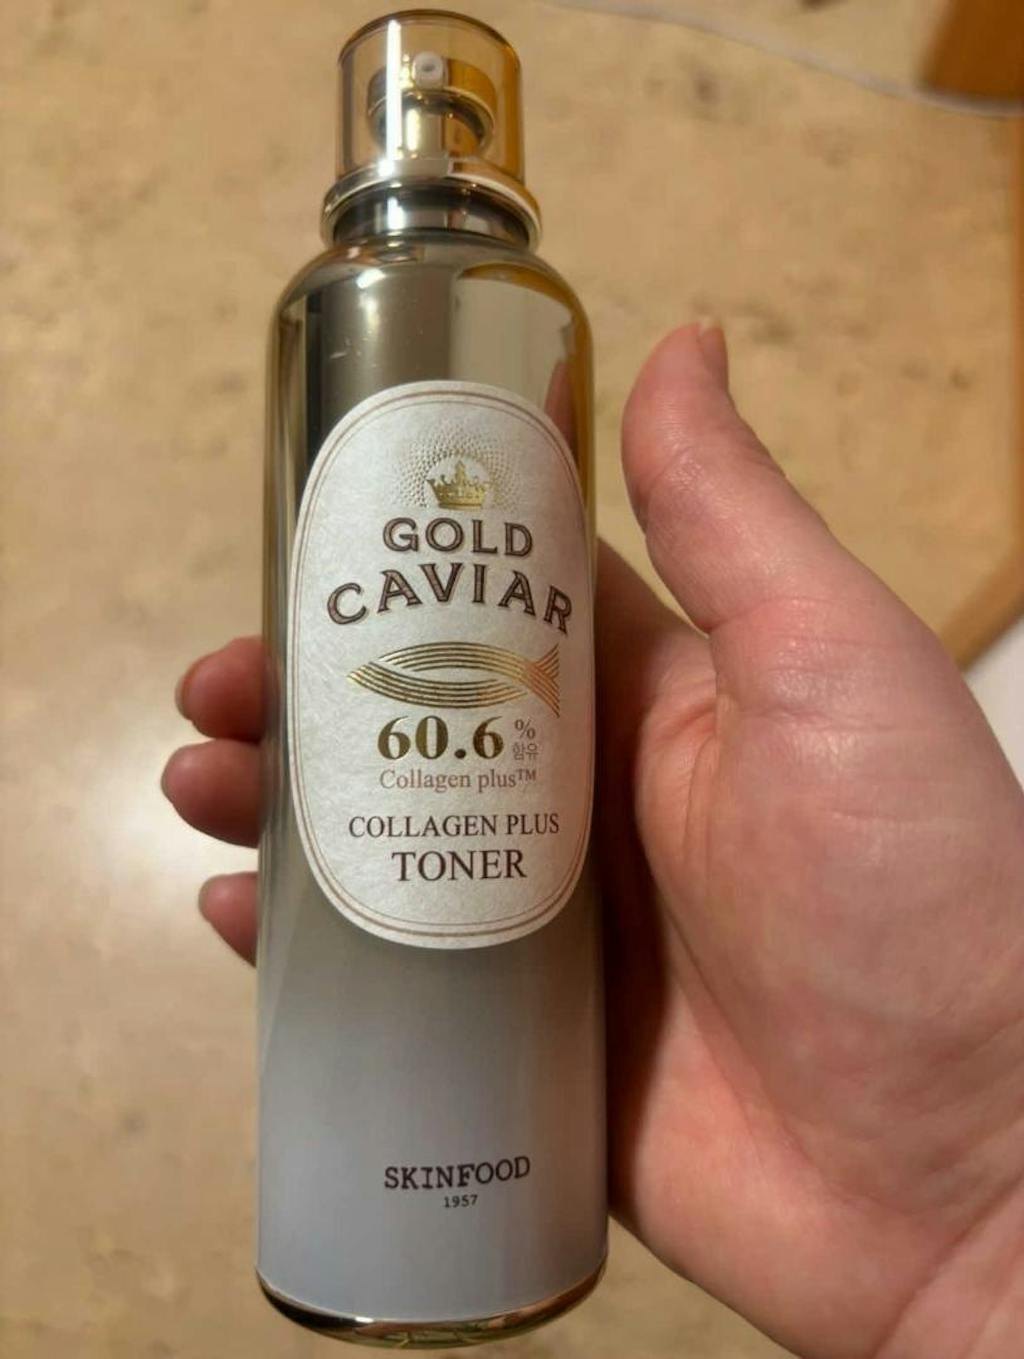 GOLD
CAVIAR
60.6 % 함유
Collagen plus™
COLLAGEN PLUS
TONER
SKINFOOD
1957